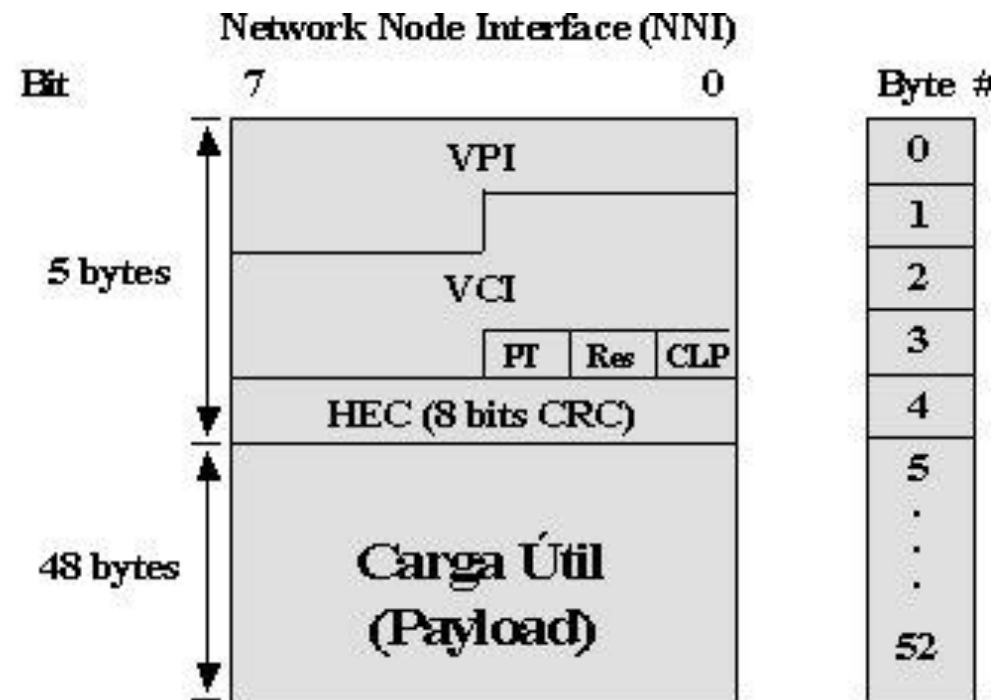 Network Node Interface (NNI)
Bit 7 0 Byte #
VPI 0
1
5 bytes VCI 2
PT Res CLP 3
HEC (8 bits CRC) 4
5
.
48 bytes Carga Útil .
.
(Payload) 52